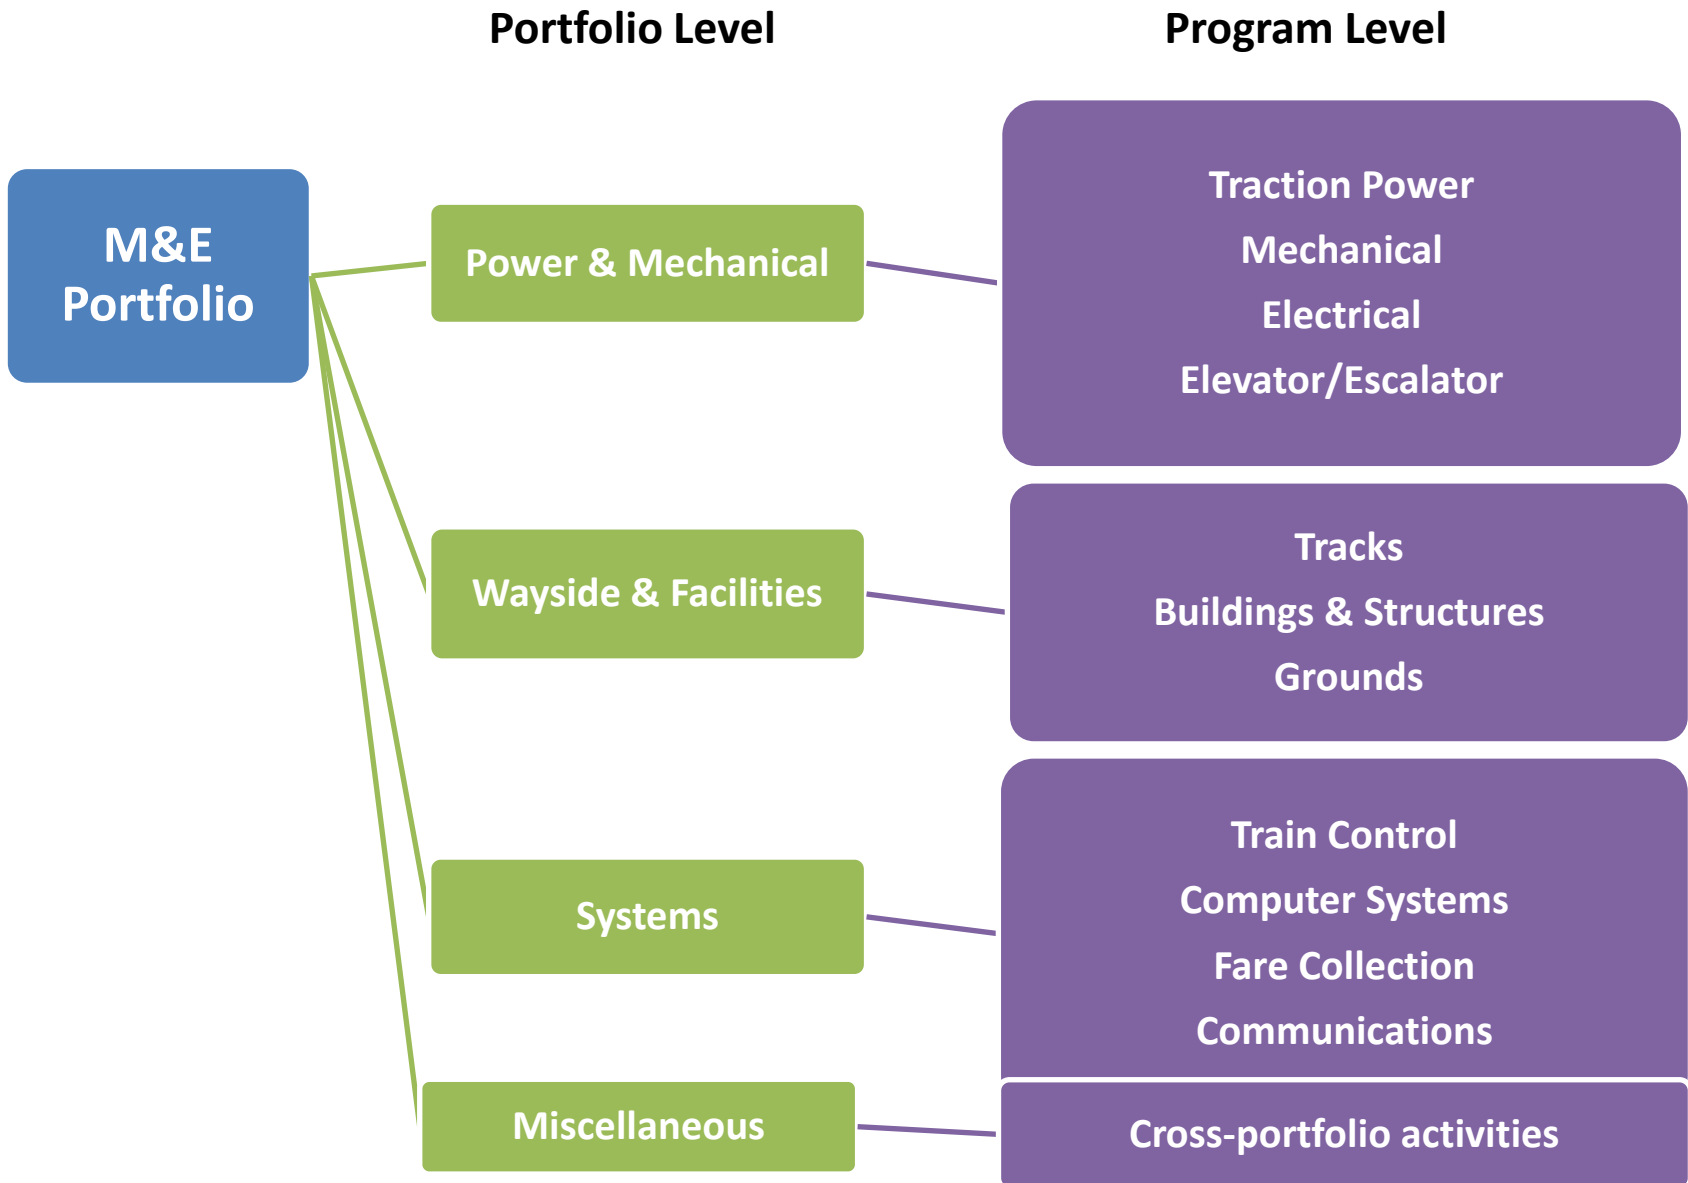 Portfolio Level
Program Level
M&E
Portfolio
Power & Mechanical
Traction Power
Mechanical
Electrical
Elevator/Escalator
Wayside & Facilities
Tracks
Buildings & Structures
Grounds
Systems
Train Control
Computer Systems
Fare Collection
Communications
Miscellaneous
Cross-portfolio activities